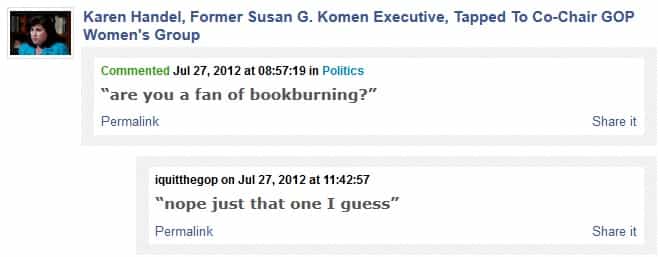 Karen Handel, Former Susan G. Komen Executive, Tapped To Co-Chair GOP
Women's Group
Commented Jul 27, 2012 at 08:57:19 in Politics
“are you a fan of bookburning?”
Permalink Share it
iquitthegop on Jul 27, 2012 at 11:42:57
“nope just that one I guess”
Permalink Share it